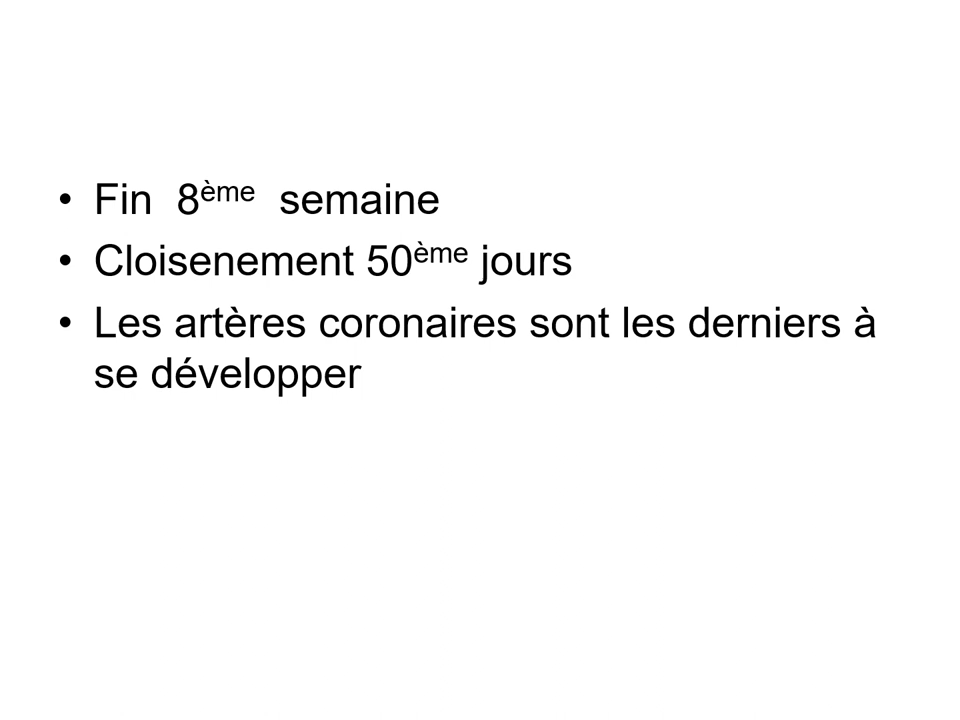 • Fin 8ème semaine
• Cloisenement 50ème jours
• Les artères coronaires sont les derniers à
se développer